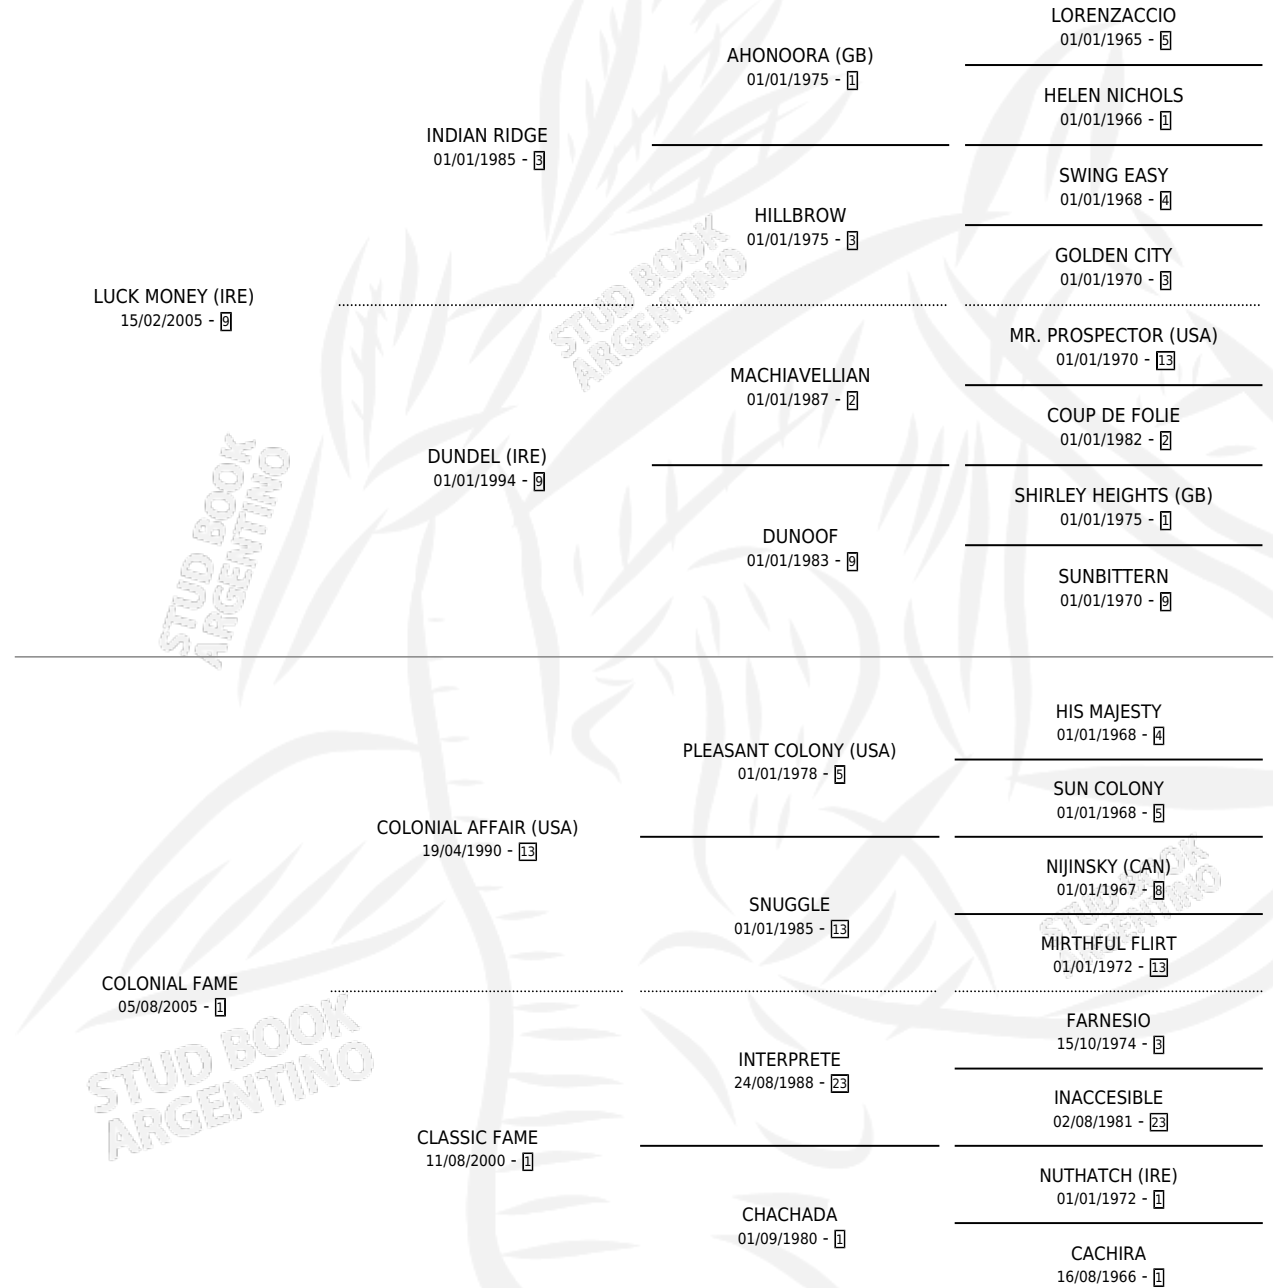 LORENZACCIO
01/01/1965 - 5
AHONOORA (GB)
01/01/1975 - 1
HELEN NICHOLS
01/01/1966 - 1
INDIAN RIDGE
01/01/1985 - 3
SWING EASY
01/01/1968 - 4
HILLBROW
01/01/1975 - 3
GOLDEN CITY
01/01/1970 - 3
LUCK MONEY (IRE)
15/02/2005 - 9
MR. PROSPECTOR (USA)
01/01/1970 - 13
MACHIAVELLIAN
01/01/1987 - 2
COUP DE FOLIE
01/01/1982 - 2
DUNDEL (IRE)
01/01/1994 - 9
SHIRLEY HEIGHTS (GB)
01/01/1975 - 1
DUNOOF
01/01/1983 - 9
SUNBITTERN
01/01/1970 - 9
HIS MAJESTY
01/01/1968 - 4
PLEASANT COLONY (USA)
01/01/1978 - 5
SUN COLONY
01/01/1968 - 5
COLONIAL AFFAIR (USA)
19/04/1990 - 13
NIJINSKY (CAN)
01/01/1967 - 8
SNUGGLE
01/01/1985 - 13
MIRTHFUL FLIRT
01/01/1972 - 13
COLONIAL FAME
05/08/2005 - 1
FARNESIO
15/10/1974 - 3
INTERPRETE
24/08/1988 - 23
INACCESIBLE
02/08/1981 - 23
CLASSIC FAME
11/08/2000 - 1
NUTHATCH (IRE)
01/01/1972 - 1
CHACHADA
01/09/1980 - 1
CACHIRA
16/08/1966 - 1
STUD BOOK
ARGENTINO
STUD BOOK
ARGENTINO
STUD BOOK
ARGENTINO
STUD BOOK
ARGENTINO